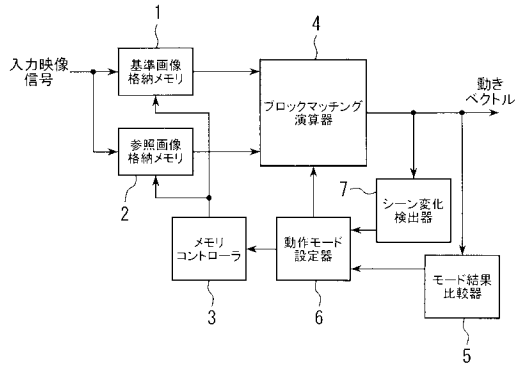 1
4
入力映像
信号
基準画像
格納メモリ
ブロックマッチング
演算器
動き
ベクトル
参照画像
格納メモリ
2
7
シーン変化
検出器
メモリ
コントローラ
動作モード
設定器
モード結果
比較器
3
6
5